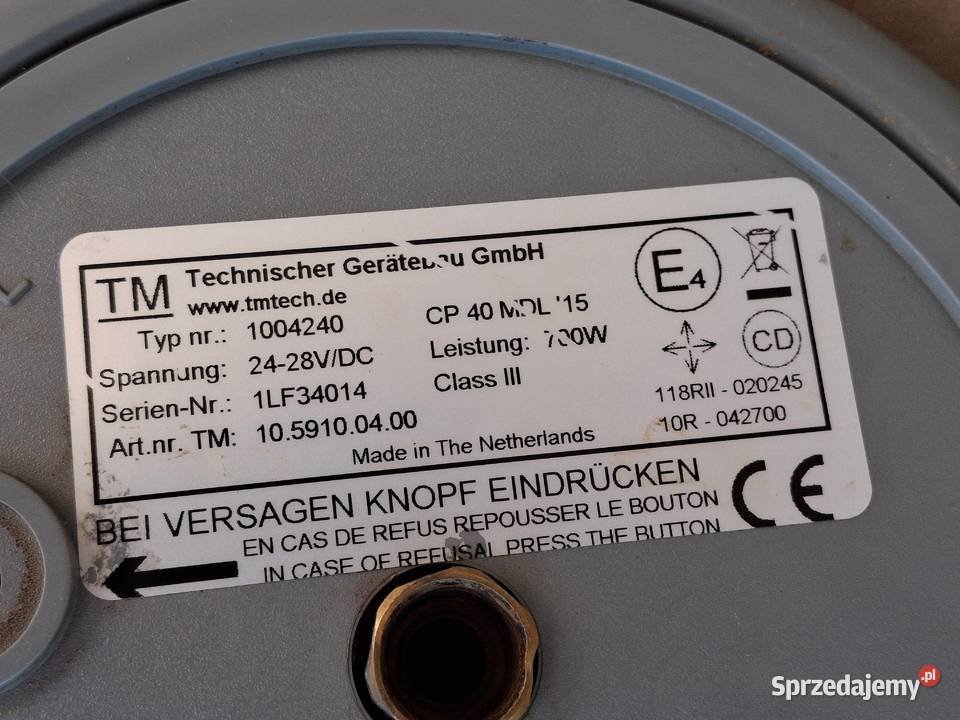 TM Technischer Gerätebau GmbH
www.tmtech.de
Typ nr.: 1004240 CP 40 MDL '15
Spannung: 24-28V/DC Leistung:
Serien-Nr.: 1LF34014 Class III
Art.nr. TM: 10.5910.04.00
Made in The Netherlands
E4
CD
118RII - 020245
10R - 042700
BEI VERSAGEN KNOPF EINDRÜCKEN
EN CAS DE REFUS REPOUSSER LE BOUTON
IN CASE OF REFUSAL PRESS THE BUTTON
CE
Sprzedajemy.pl